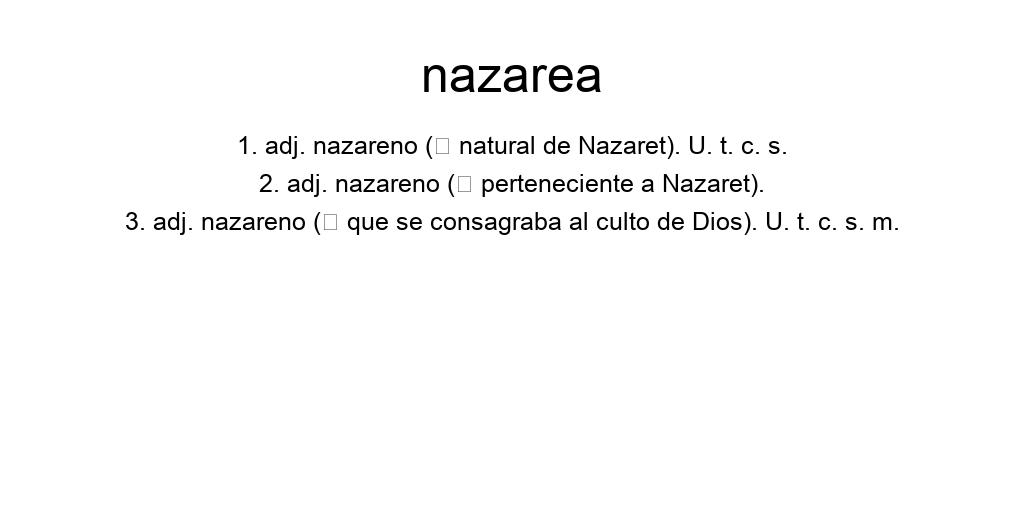 nazarea
1. adj. nazareno (□ natural de Nazaret). U. t. c. s.
2. adj. nazareno (□ perteneciente a Nazaret).
3. adj. nazareno (□ que se consagraba al culto de Dios). U. t. c. s. m.